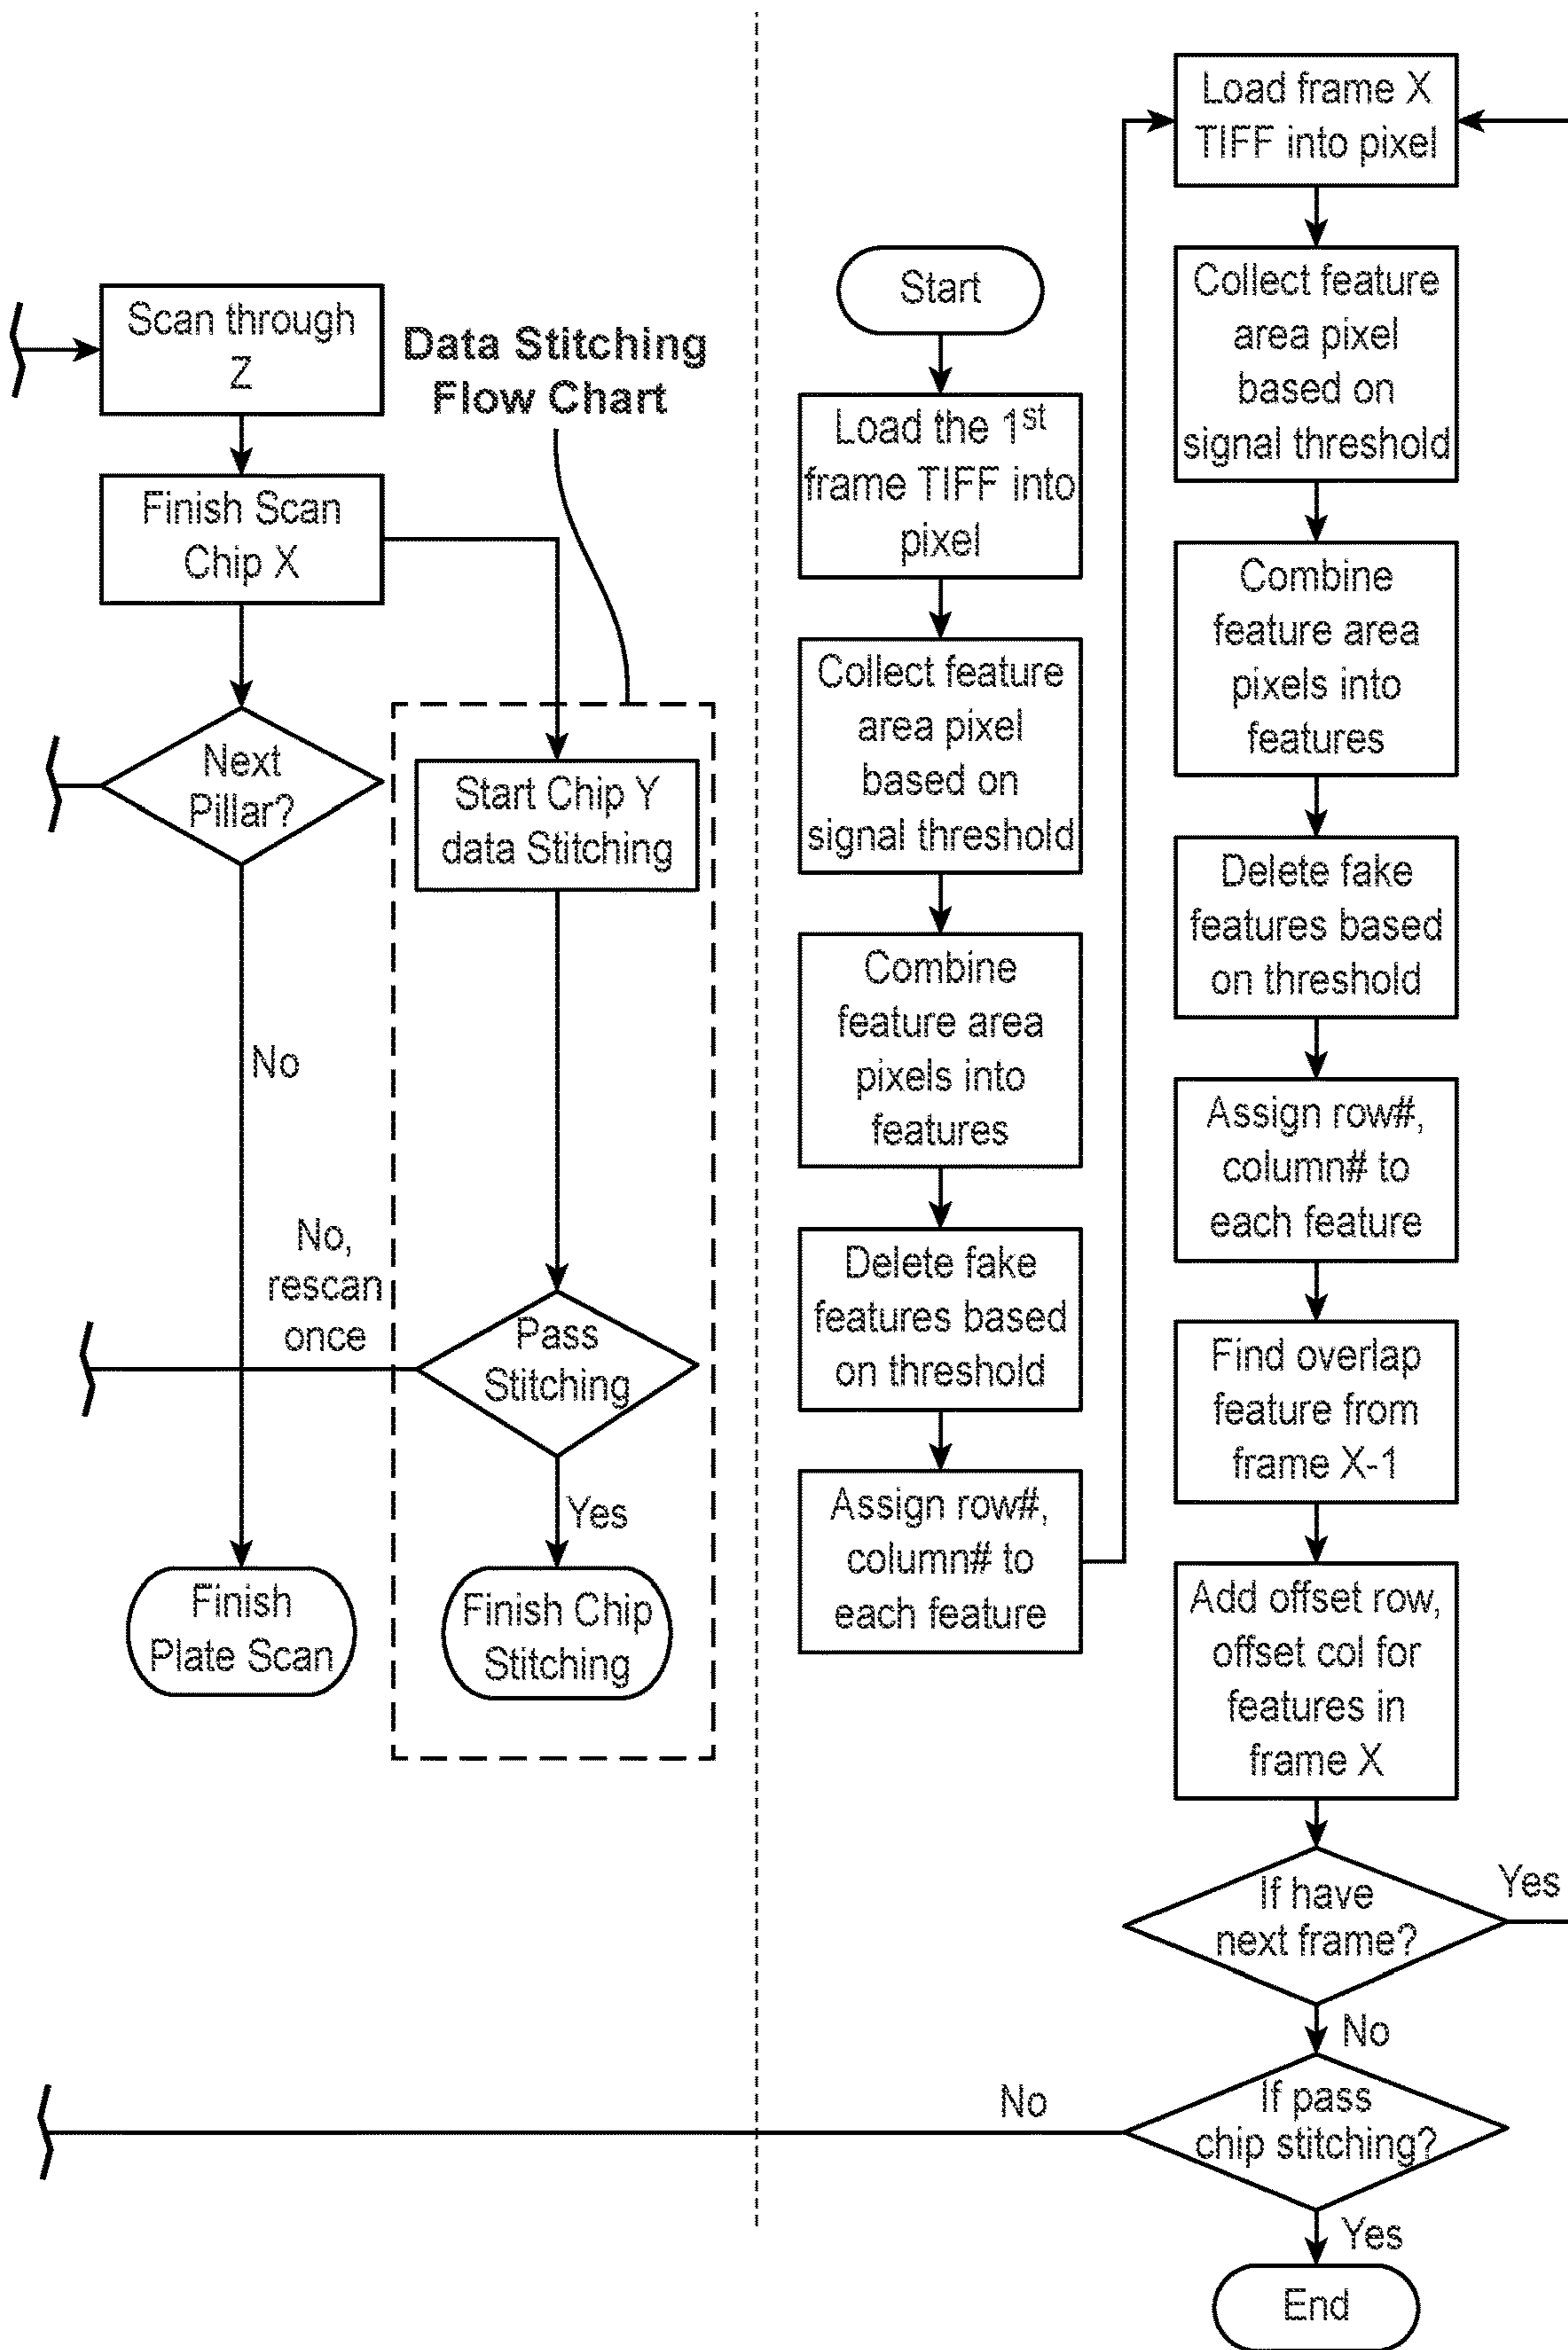 Scan through
Z
Data Stitching
Flow Chart
Finish Scan
Chip X
Next
Pillar?
Start Chip Y
data Stitching
No
No,
rescan
once
Pass
Stitching
Yes
Finish
Plate Scan
Finish Chip
Stitching
Start
Load the 1st
frame TIFF into
pixel
Collect feature
area pixel
based on
signal threshold
Combine
feature area
pixels into
features
Delete fake
features based
on threshold
Assign row#,
column# to
each feature
Load frame X
TIFF into pixel
Collect feature
area pixel
based on
signal threshold
Combine
feature area
pixels into
features
Delete fake
features based
on threshold
Assign row#,
column# to
each feature
Find overlap
feature from
frame X-1
Add offset row,
offset col for
features in
frame X
If have
next frame?
Yes
No
If pass
chip stitching?
No
Yes
End